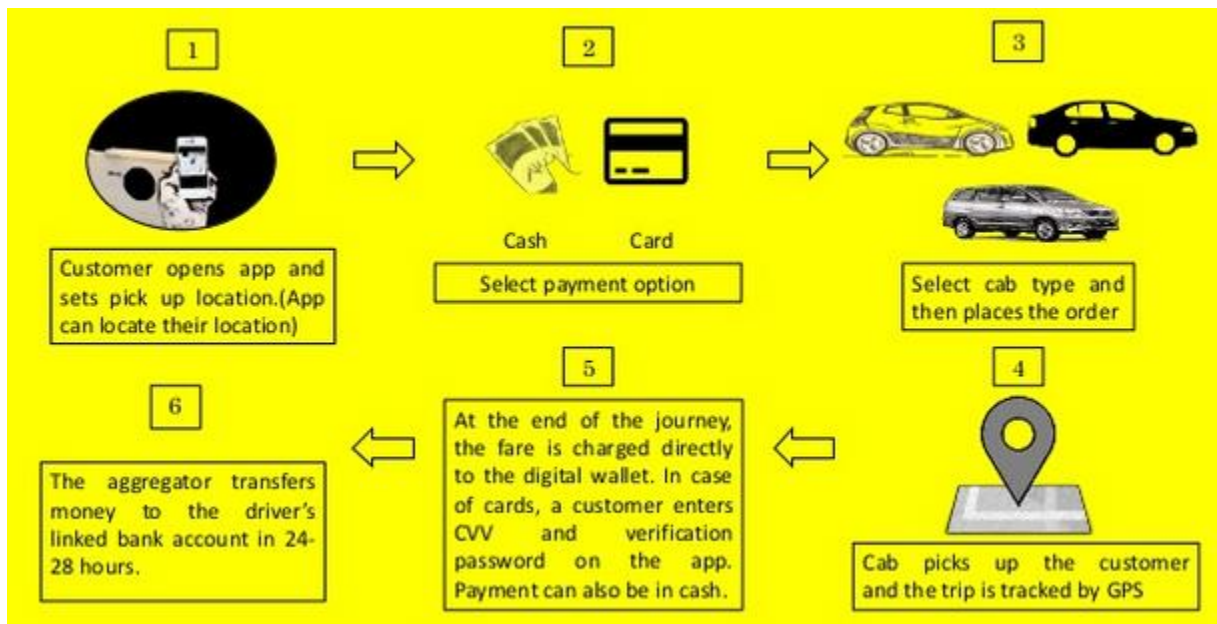 1
Customer opens app and
sets pick up location.(App
can locate their location)
2
Cash
Card
Select payment option
3
Select cab type and
then places the order
4
Cab picks up the customer
and the trip is tracked by GPS
5
At the end of the journey,
the fare is charged directly
to the digital wallet. In case
of cards, a customer enters
CVV and verification
password on the app.
Payment can also be in cash.
6
The aggregator transfers
money to the driver's
linked bank account in 24-
28 hours.